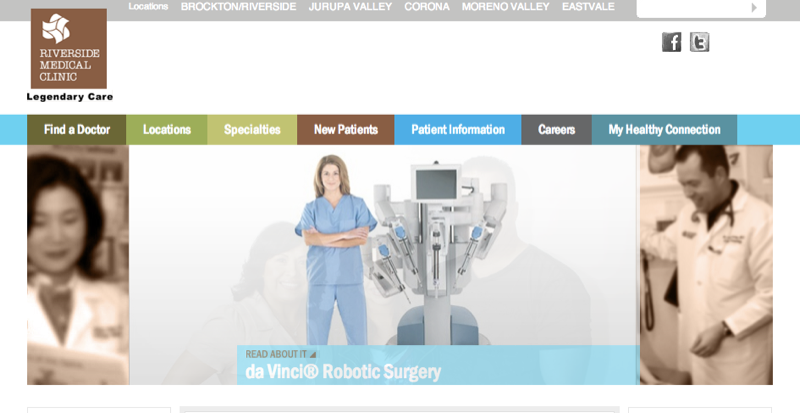 Locations BROCKTON/RIVERSIDE JURUPA VALLEY CORONA MORENO VALLEY EASTVALE
RIVERSIDE
MEDICAL
CLINIC
Legendary Care
Find a Doctor Locations Specialties New Patients Patient Information Careers My Healthy Connection
READ ABOUT IT
da Vinci® Robotic Surgery